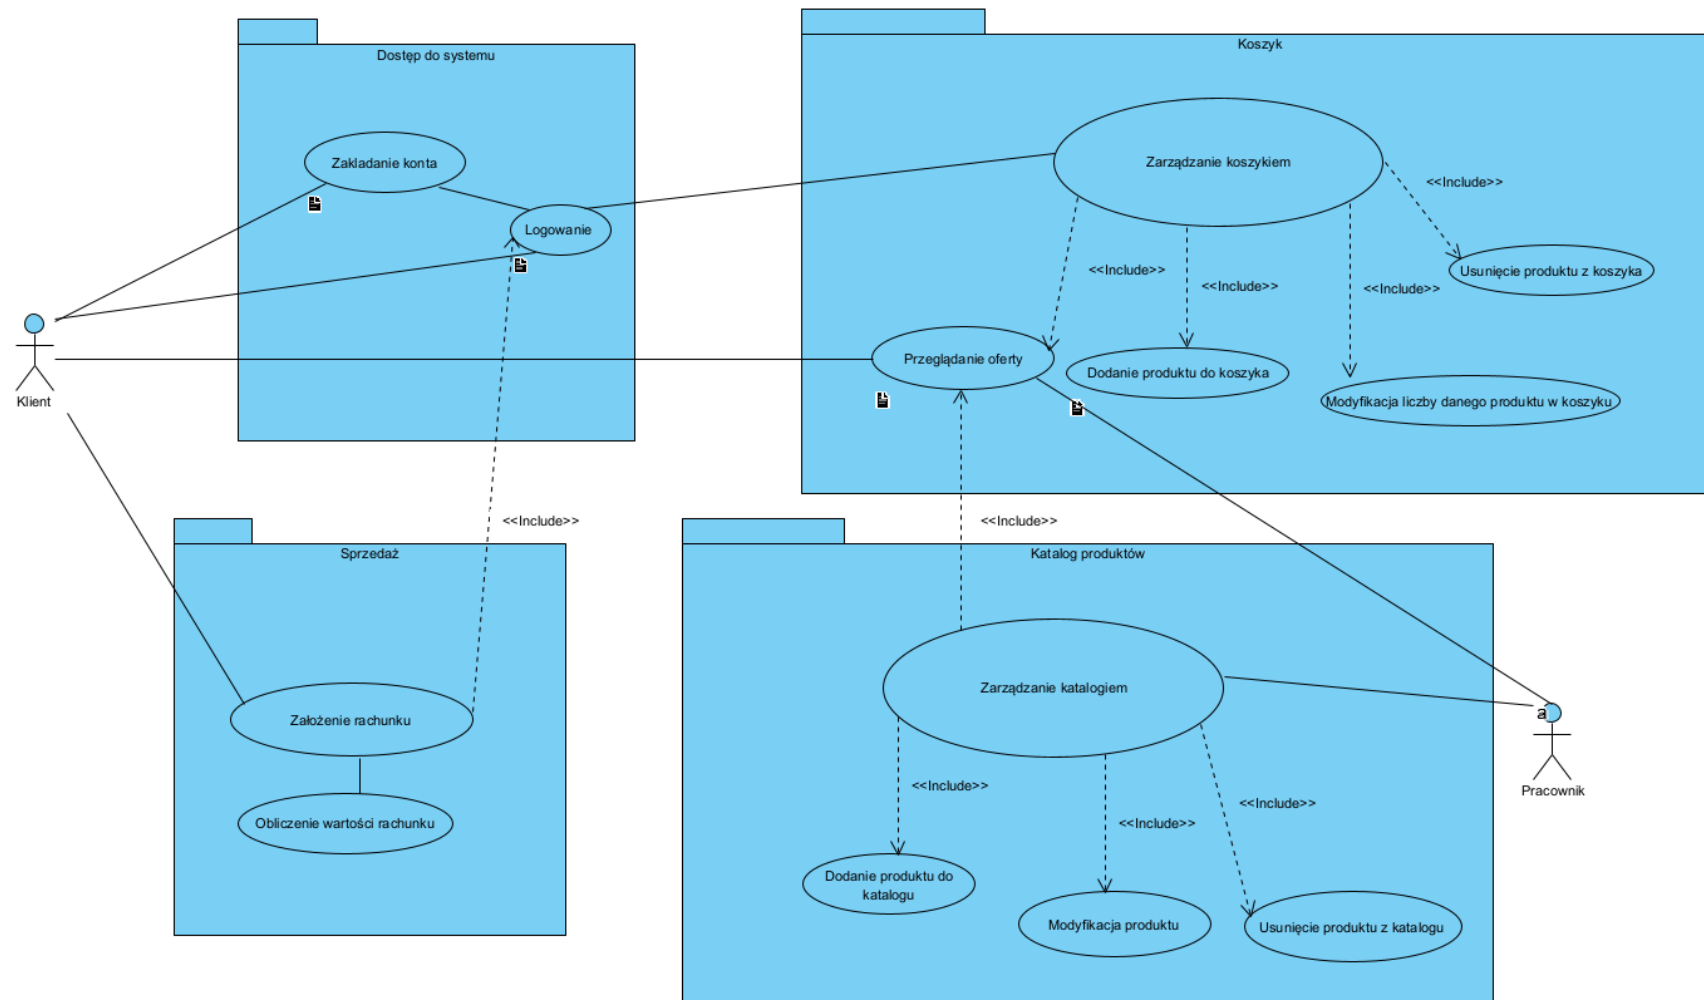 Dostęp do systemu
Zakladanie konta
Logowanie
Koszyk
Zarządzanie koszykiem
<<Include>>
<<Include>>
<<Include>>
<<Include>>
Usunięcie produktu z koszyka
Przeglądanie oferty
Dodanie produktu do koszyka
Modyfikacja liczby danego produktu w koszyku
Klient
<<Include>>
<<Include>>
Sprzedaż
Założenie rachunku
Obliczenie wartości rachunku
Katalog produktów
Zarządzanie katalogiem
<<Include>>
<<Include>>
<<Include>>
Dodanie produktu do
katalogu
Modyfikacja produktu
Usunięcie produktu z katalogu
a
Pracownik